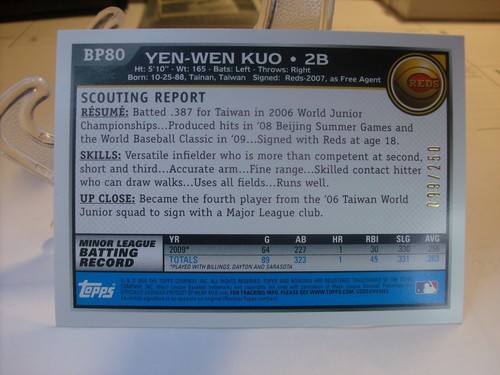 BP80 YEN-WEN KUO • 2B
Ht: 5'10" • Wt: 165 • Bats: Left • Throws: Right
Born: 10-25-88, Tainan, Taiwan Signed: Reds-2007, as Free Agent
REDS
SCOUTING REPORT
RÉSUMÉ: Batted .387 for Taiwan in 2006 World Junior
Championships...Produced hits in '08 Beijing Summer Games and
the World Baseball Classic in '09...Signed with Reds at age 18.
SKILLS: Versatile infielder who is more than competent at second,
short and third...Accurate arm...Fine range...Skilled contact hitter
who can draw walks...Uses all fields...Runs well.
UP CLOSE: Became the fourth player from the '06 Taiwan World
Junior squad to sign with a Major League club.
099/250
MINOR LEAGUE
BATTING
RECORD
YR G AB HR RBI SLG AVG
2009* 64 227 1 30
TOTALS 89 323 1 45 331 263
*PLAYED WITH BILLINGS, DAYTON AND SARASOTA
Topps